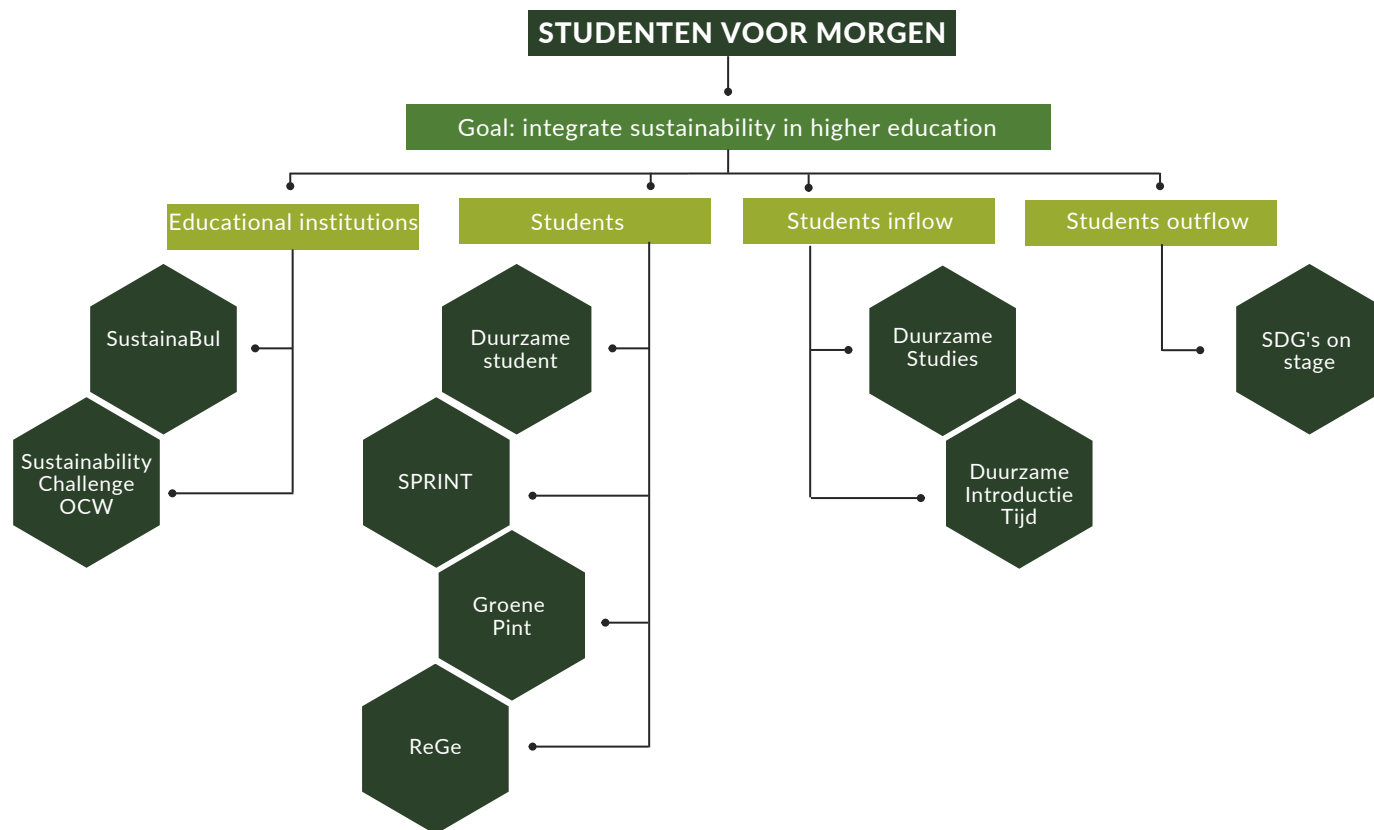 STUDENTEN VOOR MORGEN
Goal: integrate sustainability in higher education
Educational institutions
Students
Students inflow
Students outflow
SustainaBul
Sustainability
Challenge
OCW
Duurzame
student
SPRINT
Groene
Pint
ReGe
Duurzame
Studies
Duurzame
Introductie
Tijd
SDG's on
stage